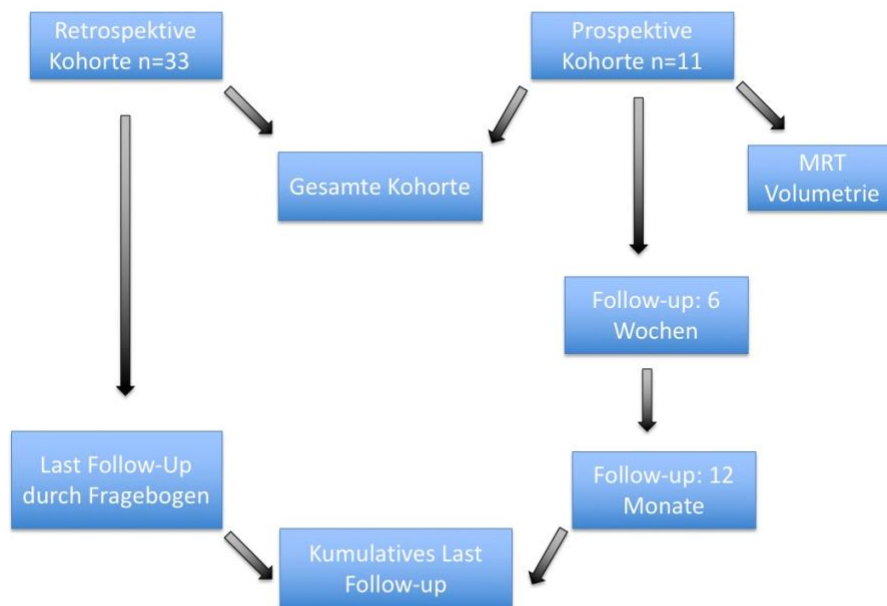 Retrospektive
Kohorte n=33
Prospektive
Kohorte n=11
Gesamte Kohorte
MRT
Volumetrie
Follow-up: 6
Wochen
Last Follow-Up
durch Fragebogen
Follow-up: 12
Monate
Kumulatives Last
Follow-up